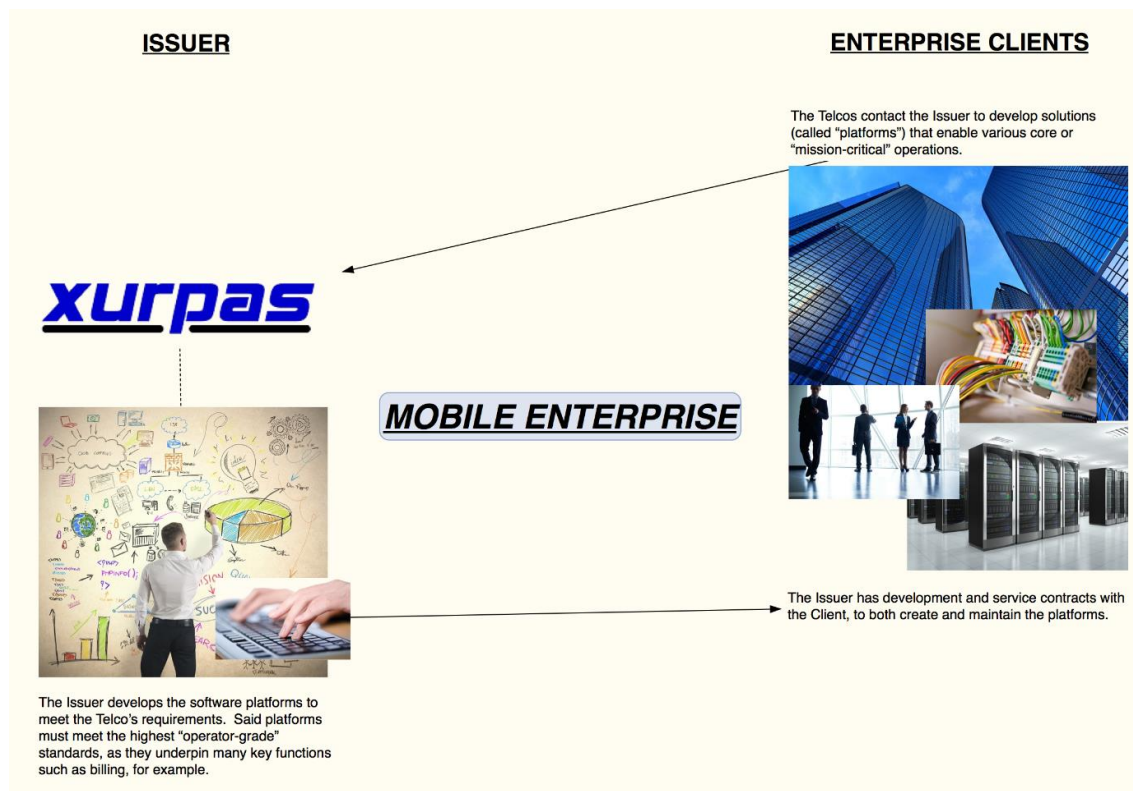 ISSUER
ENTERPRISE CLIENTS
The Telcos contact the Issuer to develop solutions
(called “platforms”) that enable various core or
“mission-critical” operations.
xurpas
MOBILE ENTERPRISE
The Issuer has development and service contracts with
the Client, to both create and maintain the platforms.
The Issuer develops the software platforms to
meet the Telco’s requirements.  Said platforms
must meet the highest “operator-grade”
standards, as they underpin many key functions
such as billing, for example.